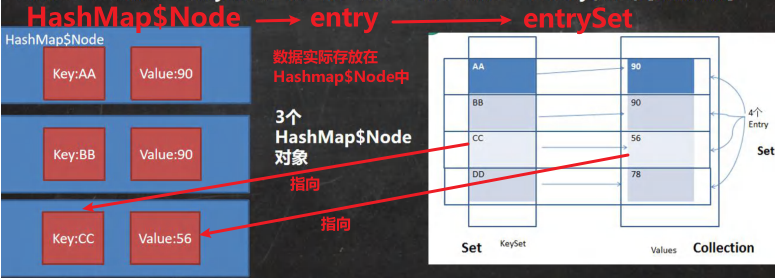 HashMap$Node entry entrySet
HashMap$Node
Key:AA Value:90
Key:BB Value:90
Key:CC Value:56
数据实际存放在
Hashmap$Node中
3个
HashMap$Node
对象
指向
指向
AA 90
BB 90
CC 56
DD 78
4个
Entry
Set
Set KeySet Values Collection